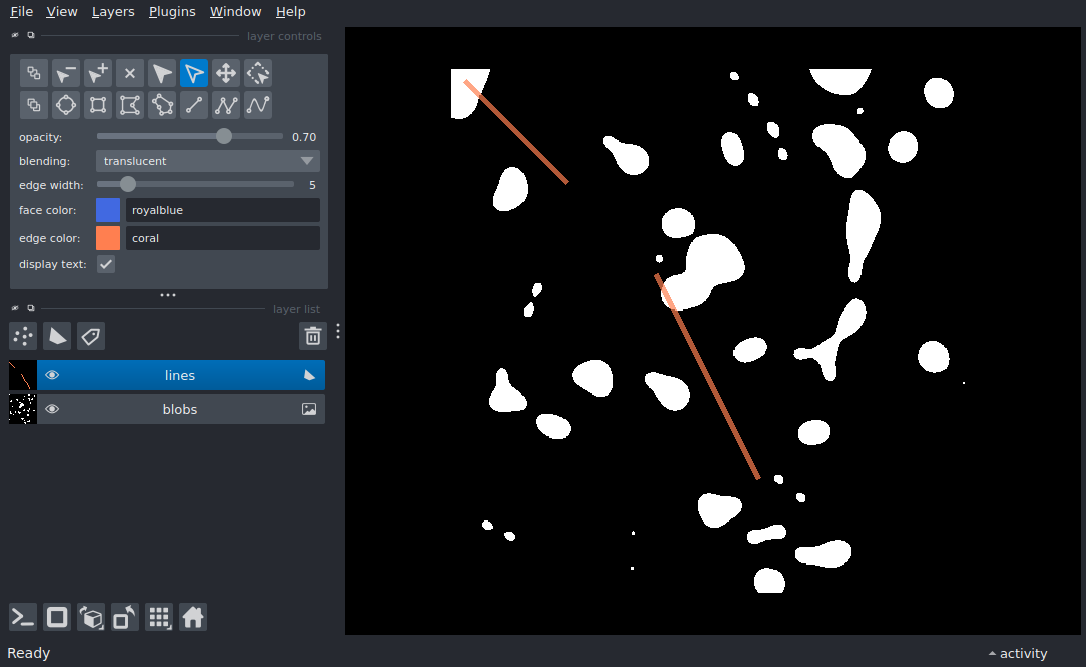 File View Layers Plugins Window Help
layer controls
opacity: 0.70
blending: translucent
edge width: 5
face color: royalblue
edge color: coral
display text:
layer list
lines
blobs
Ready
activity